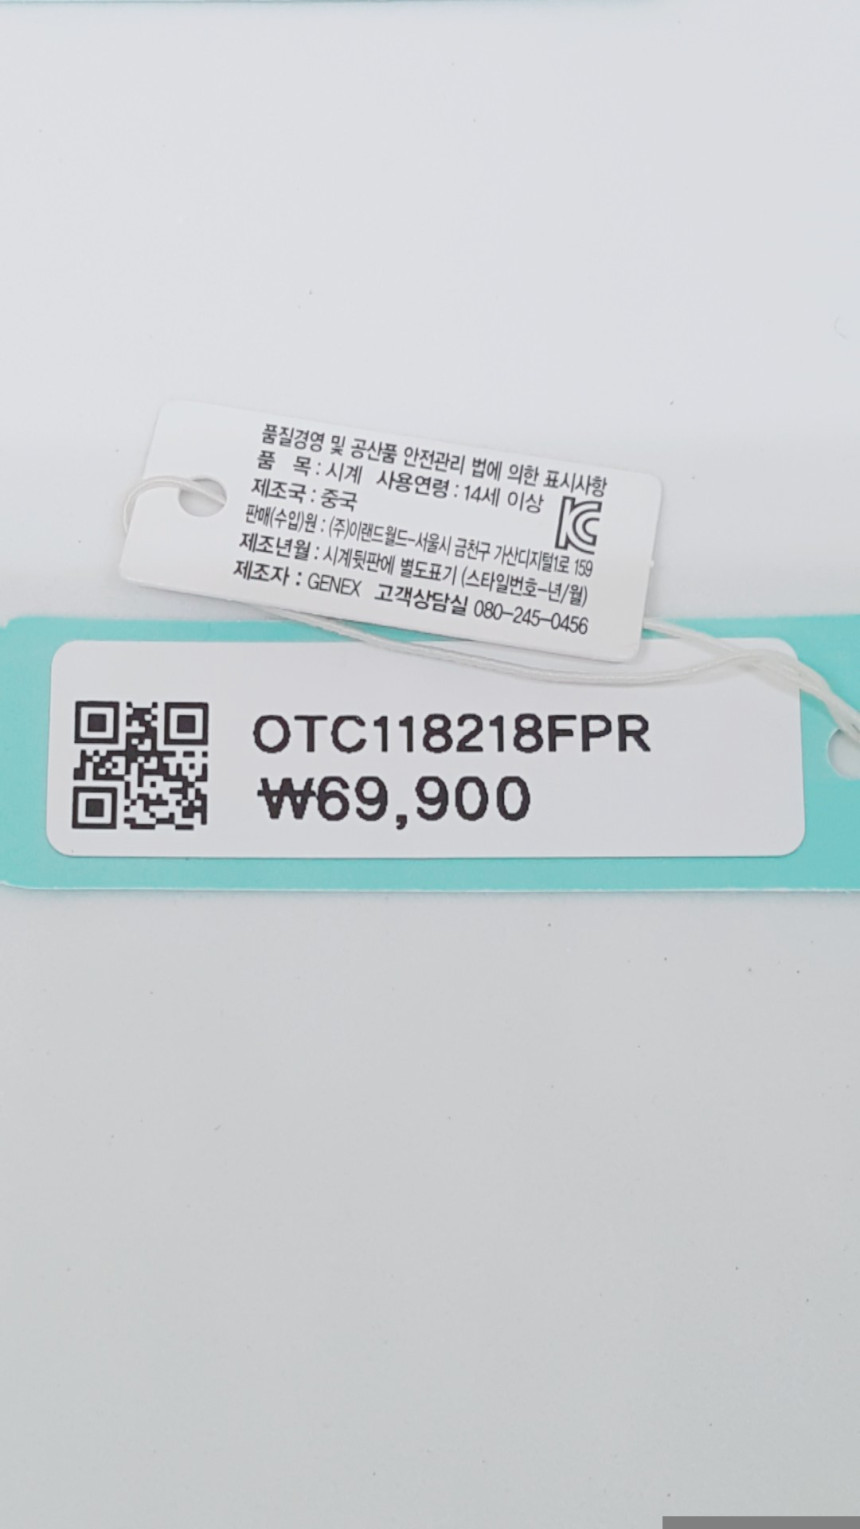 품질경영 및 공산품 안전관리 법에 의한 표시사항
품 목 : 시계 사용연령 : 14세 이상
제조국 : 중국
판매(수입)원 : (주)이랜드월드-서울시 금천구 가산디지털1로 159
제조년월 : 시계뒷판에 별도표기 (스타일번호-년/월)
제조자 : GENEX 고객상담실 080-245-0456
OTC118218FPR
₩69,900